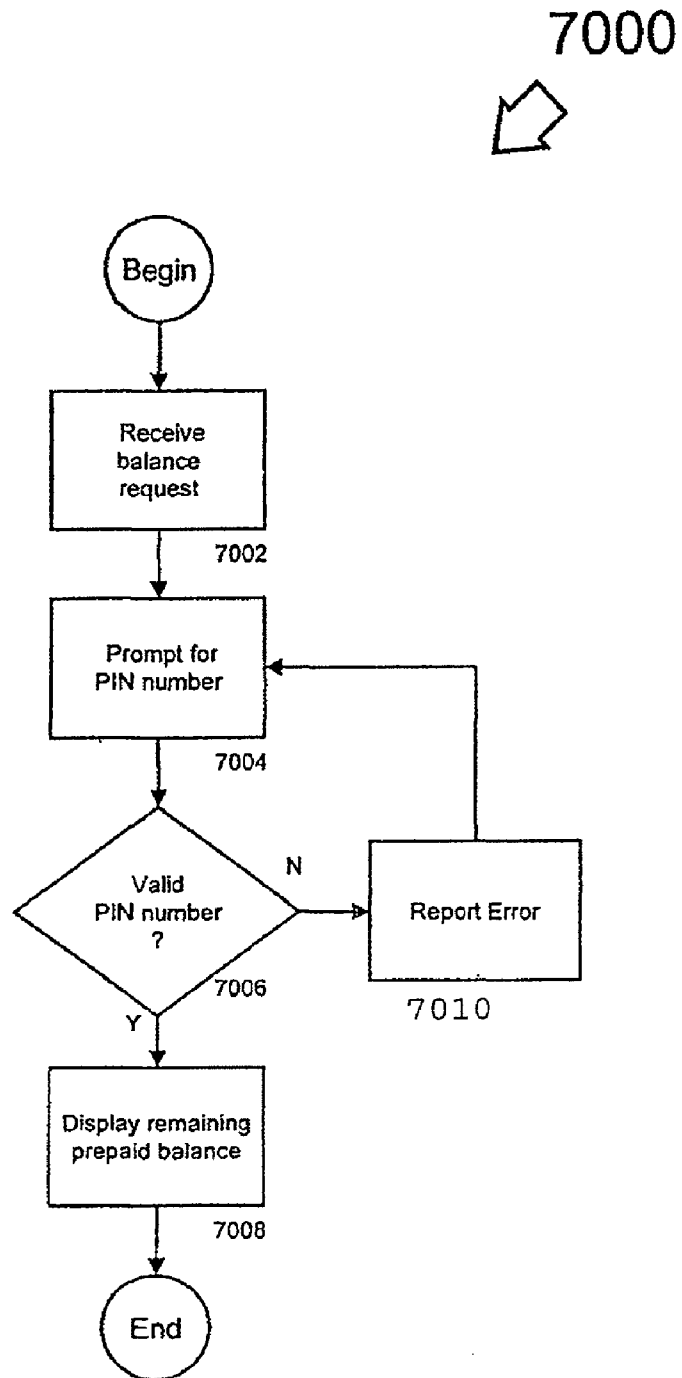 7000
Begin
Receive
balance
request
7002
Prompt for
PIN number
7004
Valid
PIN number
?
7006
N
Report Error
7010
Y
Display remaining
prepaid balance
7008
End